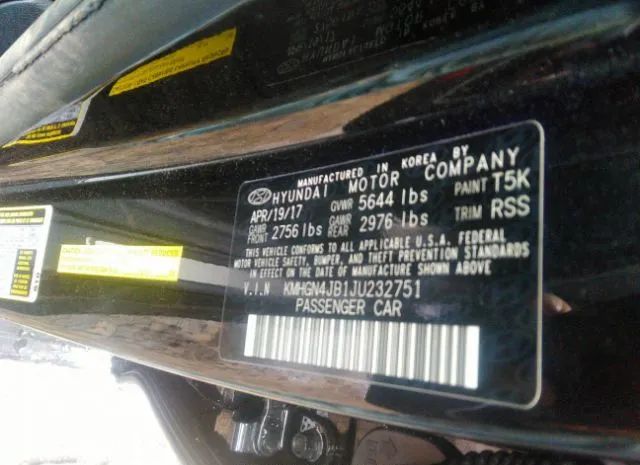 MANUFACTURED IN KOREA BY
HYUNDAI MOTOR COMPANY
APR/19/17 GVWR 5644 lbs PAINT T5K
GAWR FRONT 2756 lbs GAWR REAR 2976 lbs TRIM RSS
THIS VEHICLE CONFORMS TO ALL APPLICABLE U.S.A. FEDERAL
MOTOR VEHICLE SAFETY, BUMPER, AND THEFT PREVENTION STANDARDS
IN EFFECT ON THE DATE OF MANUFACTURE SHOWN ABOVE
V.I.N KMHGN4JB1JU232751
PASSENGER CAR